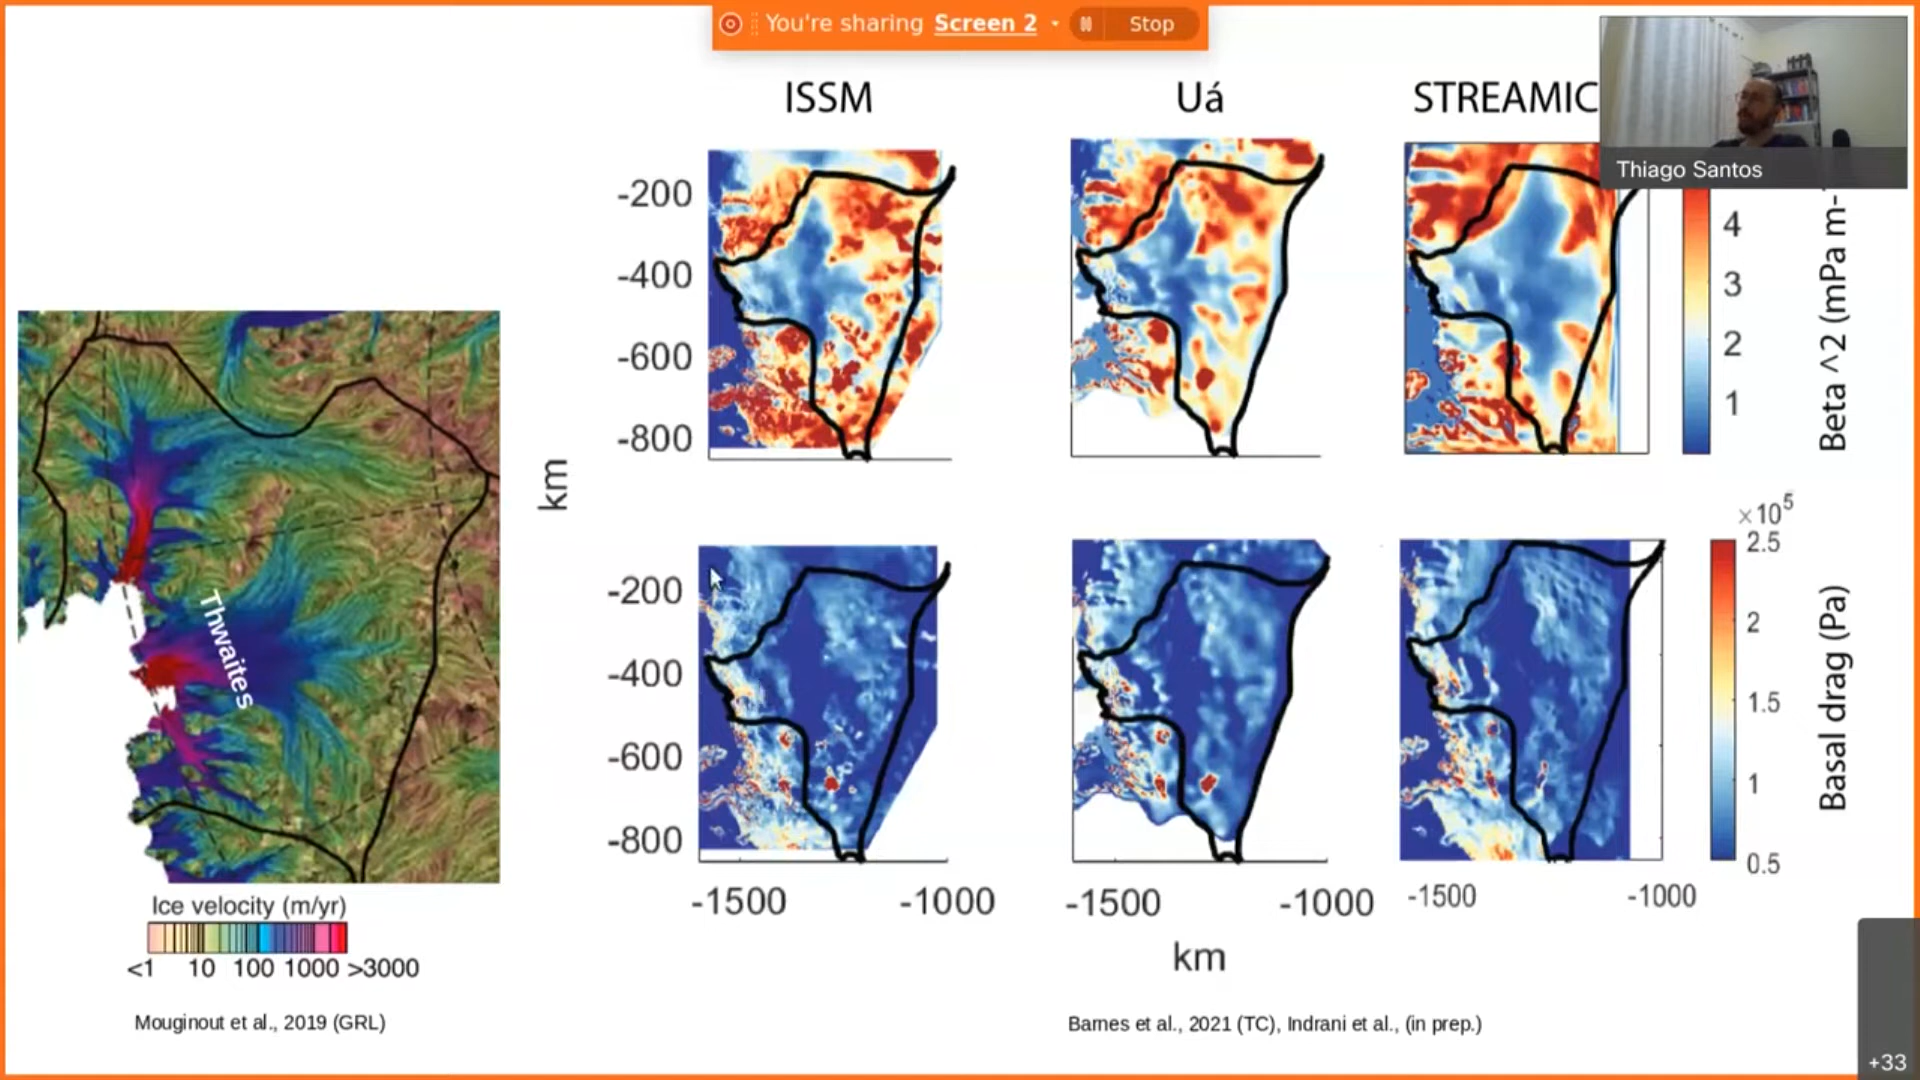 You're sharing Screen 2 Stop
ISSM
Uá
STREAMIC
Thiago Santos
-200
-400
-600
-800
km
4
3
2
1
Beta ^2 (mPa m-
-200
-400
-600
-800
-1500
-1000
-1500
-1000
-1500
-1000
km
×10^5
2.5
2
1.5
1
0.5
Basal drag (Pa)
Thwaites
Ice velocity (m/yr)
<1 10 100 1000 >3000
Mouginout et al., 2019 (GRL)
Barnes et al., 2021 (TC), Indrani et al., (in prep.)
+33